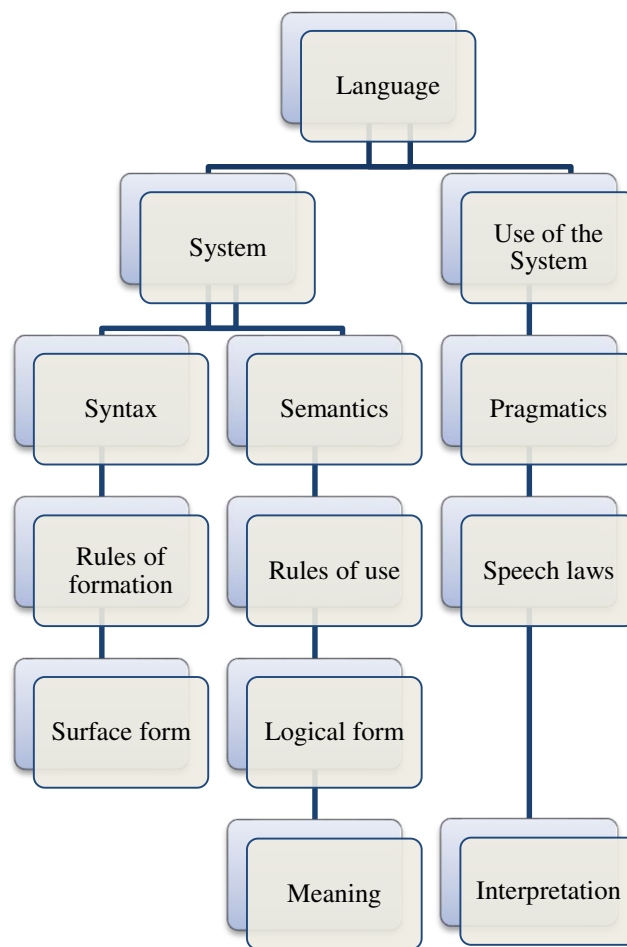 Language
System
Use of the
System
Syntax
Semantics
Pragmatics
Rules of
formation
Rules of use
Speech laws
Surface form
Logical form
Meaning
Interpretation